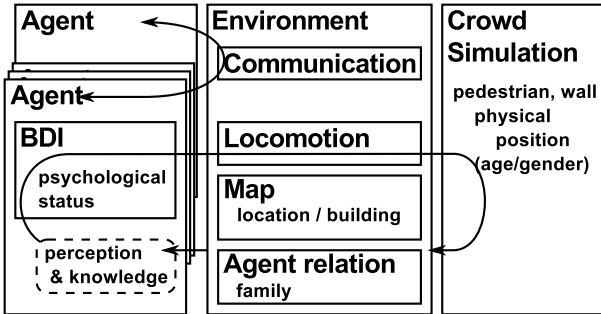 Agent
Agent
BDI
psychological
status
perception
& knowledge
Environment
Communication
Locomotion
Map
location / building
Agent relation
family
Crowd
Simulation
pedestrian, wall
physical
position
(age/gender)